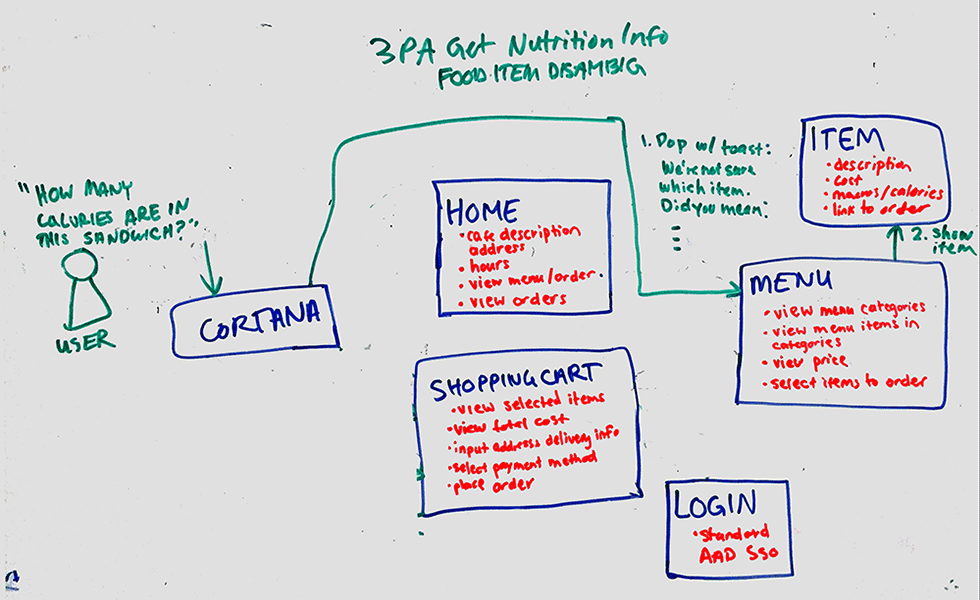 3PA Get Nutrition Info
FOOD ITEM DISAMBIG
"HOW MANY
CALORIES ARE IN
THIS SANDWICH?"
USER
CORTANA
HOME
• cafe description
address
• hours
• view menu/order
• view orders
SHOPPING CART
• view selected items
• view total cost
• input address & delivery info
• select payment method
• place order
1. Pop w/ toast:
We're not sure
which item.
Did you mean:
ITEM
• description
• cost
• macros/calories
• link to order
2. show
item
MENU
• view menu categories
• view menu items in
categories
• view price
• select items to order
LOGIN
• standard
AAD SSO